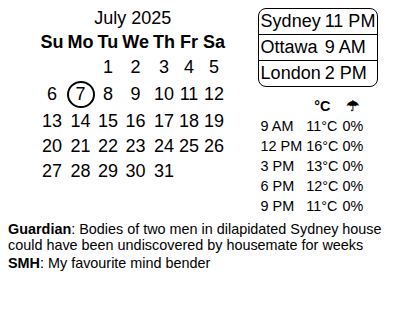 July 2025
Su Mo Tu We Th Fr Sa
1 2 3 4 5
6 7 8 9 10 11 12
13 14 15 16 17 18 19
20 21 22 23 24 25 26
27 28 29 30 31
Sydney 11 PM
Ottawa 9 AM
London 2 PM
°C ☂
9 AM 11°C 0%
12 PM 16°C 0%
3 PM 13°C 0%
6 PM 12°C 0%
9 PM 11°C 0%
Guardian: Bodies of two men in dilapidated Sydney house
could have been undiscovered by housemate for weeks
SMH: My favourite mind bender